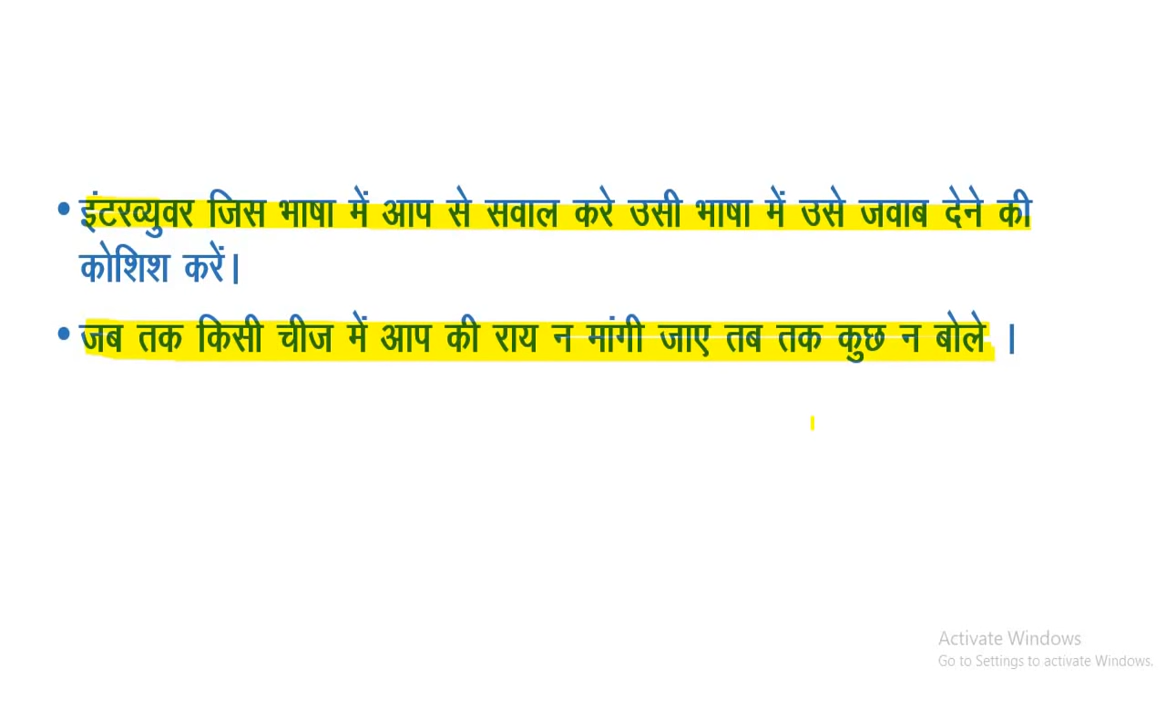 • इंटरव्युवर जिस भाषा में आप से सवाल करे उसी भाषा में उसे जवाब देने की
कोशिश करें।
• जब तक किसी चीज में आप की राय न मांगी जाए तब तक कुछ न बोले ।
Activate Windows
Go to Settings to activate Windows.